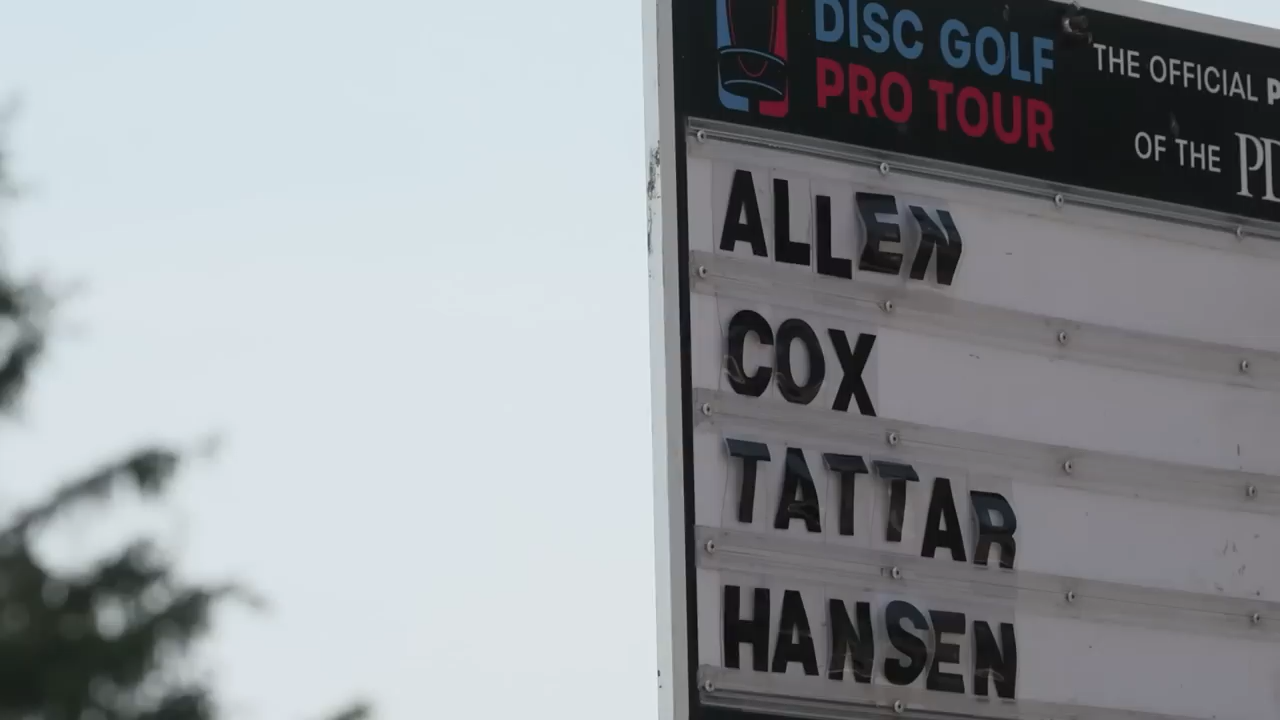 DISC GOLF
PRO TOUR
THE OFFICIAL
OF THE
ALLEN
COX
TATTAR
HANSEN